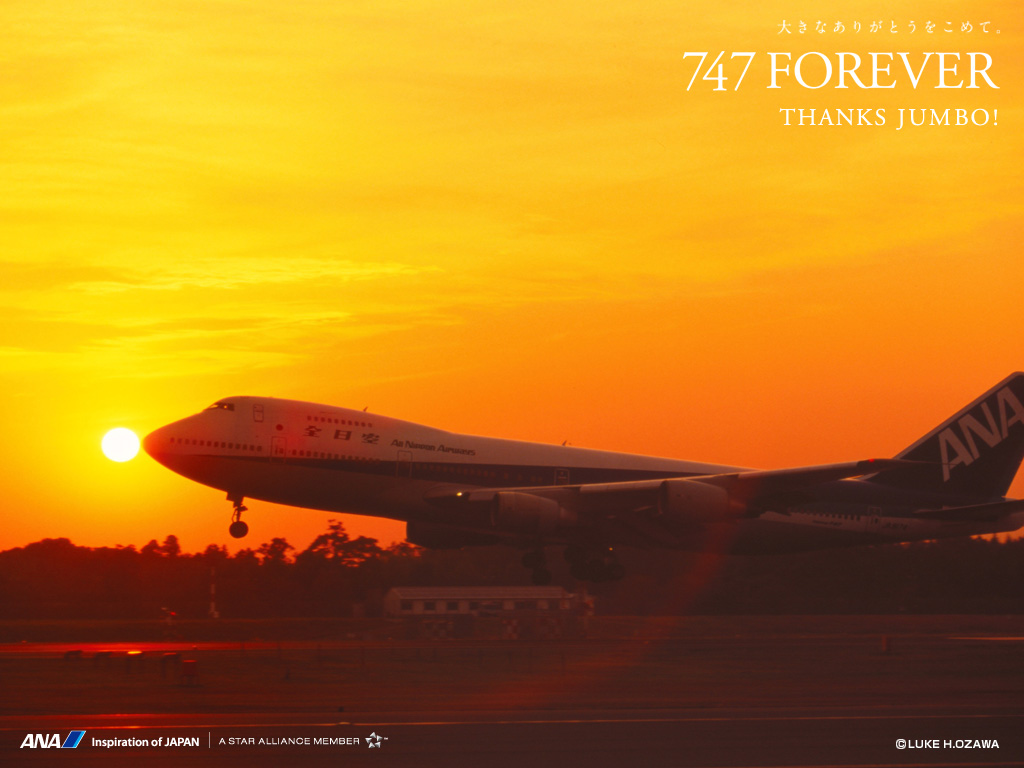 大きなありがとうをこめて。
747 FOREVER
THANKS JUMBO!
全日空 All Nippon Airways
ANA
ANA Inspiration of JAPAN A STAR ALLIANCE MEMBER
©LUKE H.OZAWA